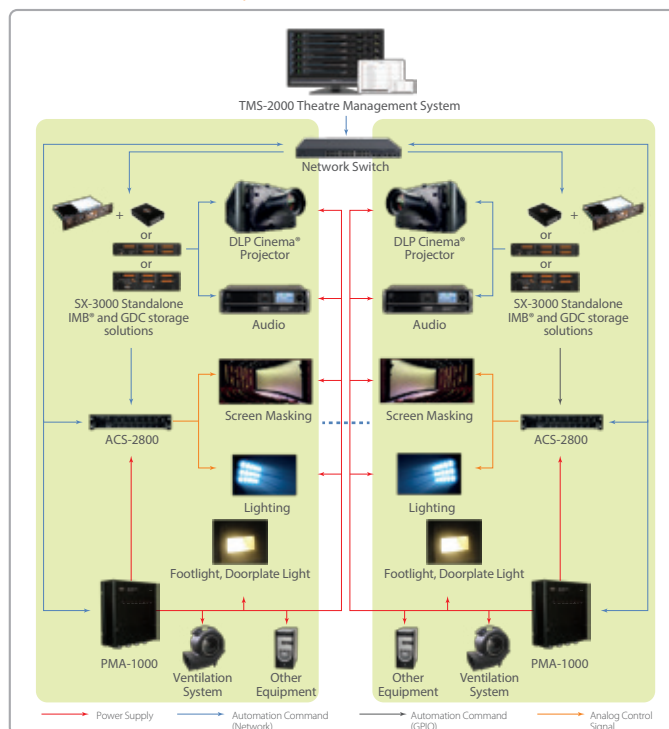 TMS-2000 Theatre Management System
Network Switch
+
or
or
SX-3000 Standalone
IMB® and GDC storage
solutions
DLP Cinema®
Projector
Audio
Screen Masking
ACS-2800
Lighting
Footlight, Doorplate Light
PMA-1000
Ventilation
System
Other
Equipment
DLP Cinema®
Projector
+
or
or
SX-3000 Standalone
IMB® and GDC storage
solutions
Audio
Screen Masking
ACS-2800
Lighting
Footlight, Doorplate Light
Other
Equipment
Ventilation
System
PMA-1000
Power Supply
Automation Command
(Network)
Automation Command
(GPIO)
Analog Control
Signal